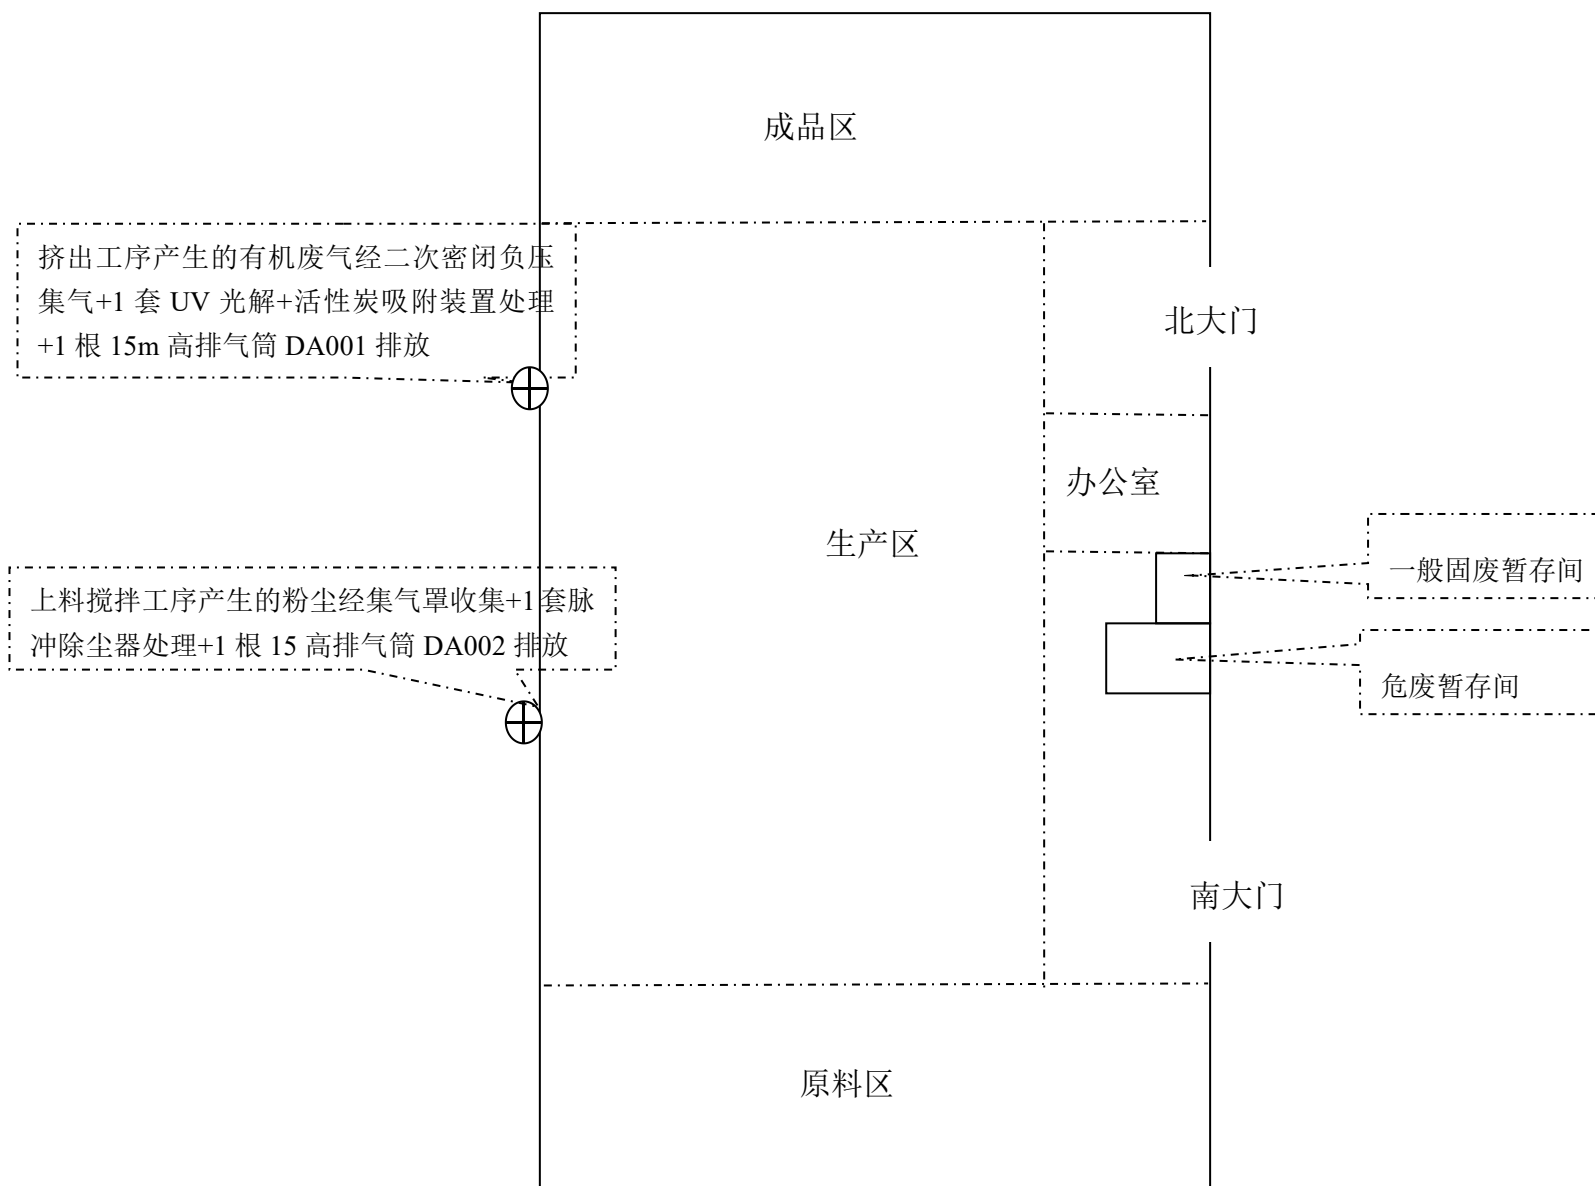 成品区
挤出工序产生的有机废气经二次密闭负压
集气+1 套 UV 光解+活性炭吸附装置处理
+1 根 15m 高排气筒 DA001 排放
北大门
办公室
生产区
一般固废暂存间
上料搅拌工序产生的粉尘经集气罩收集+1 套脉
冲除尘器处理+1 根 15 高排气筒 DA002 排放
危废暂存间
南大门
原料区